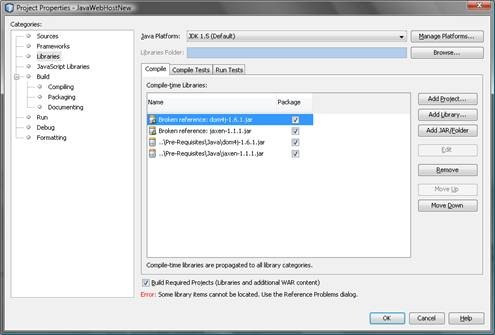 Project Properties - JavaWebHostNew
Categories:
Sources
Frameworks
Libraries
JavaScript Libraries
Build
Compiling
Packaging
Documenting
Run
Debug
Formatting
Java Platform: JDK 1.5 (Default) Manage Platforms...
Libraries Folder: Browse...
Compile Compile Tests Run Tests
Compile-time Libraries:
Name Package
Broken reference: dom4j-1.6.1.jar
Broken reference: jaxen-1.1.1.jar
..\Pre-Requisites\Java\dom4j-1.6.1.jar
..\Pre-Requisites\Java\jaxen-1.1.1.jar
Add Project...
Add Library...
Add JAR/Folder
Edit
Remove
Move Up
Move Down
Compile-time libraries are propagated to all library categories.
Build Required Projects (Libraries and additional WAR content)
Error: Some library items cannot be located. Use the Reference Problems dialog.
OK Cancel Help